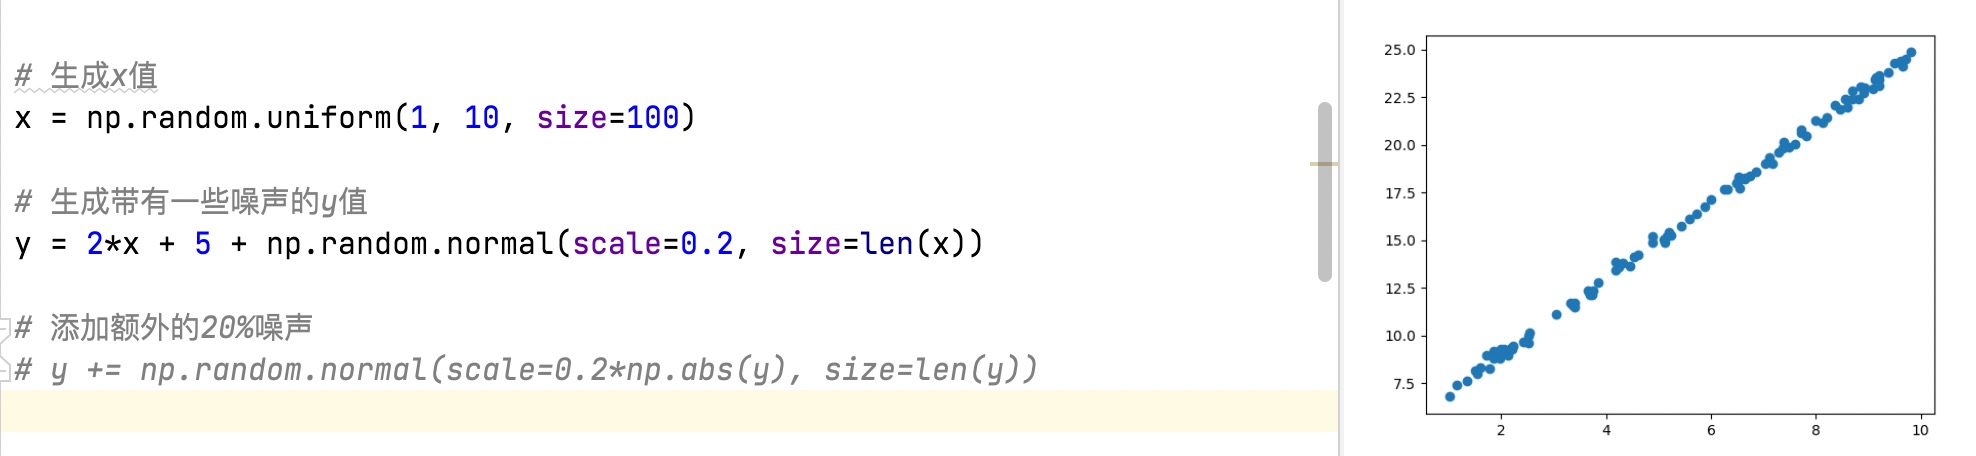 # 生成x值
x = np.random.uniform(1, 10, size=100)
# 生成带有一些噪声的y值
y = 2*x + 5 + np.random.normal(scale=0.2, size=len(x))
# 添加额外的20%噪声
# y += np.random.normal(scale=0.2*np.abs(y), size=len(y))
25.0
22.5
20.0
17.5
15.0
12.5
10.0
7.5
2 4 6 8 10